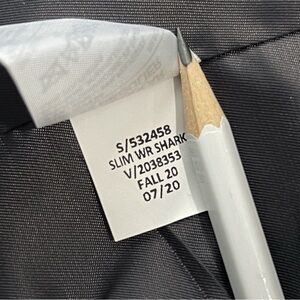 S/532458
SLIM WR SHARK
V/2038353
FALL 20
07/20